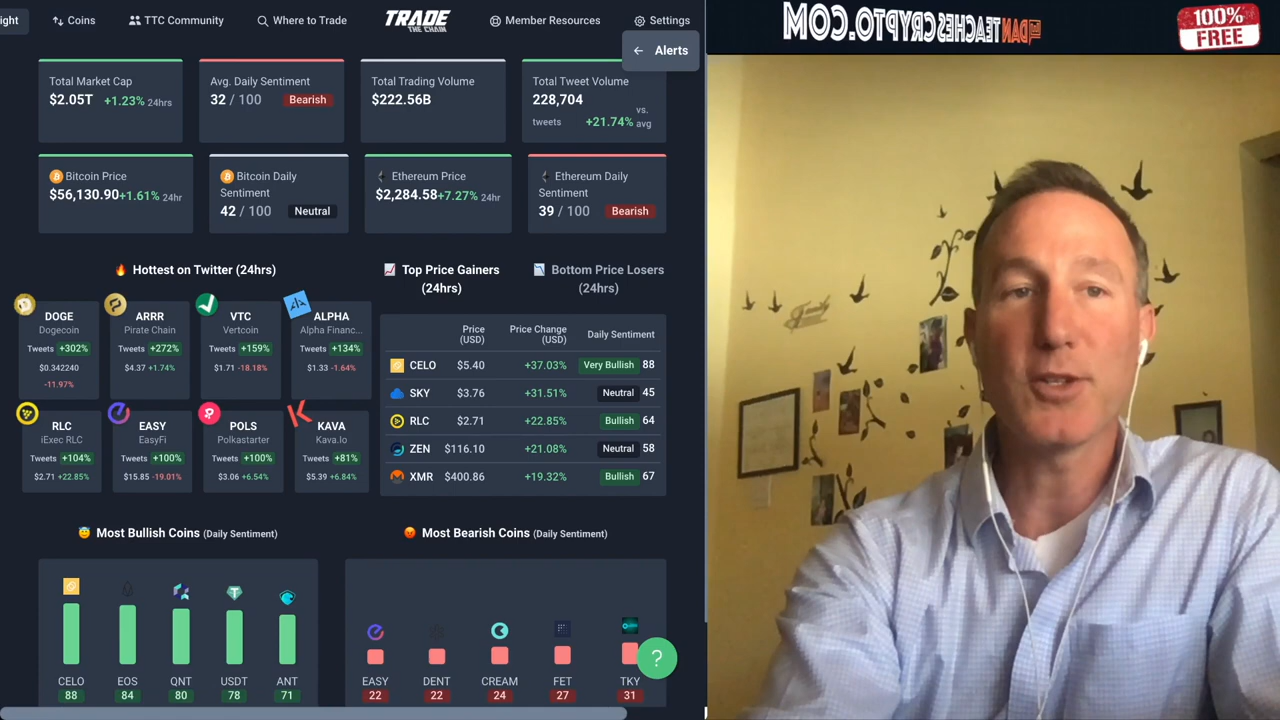 ight
Coins
TTC Community
Where to Trade
TRADE
THE CHAIN
Member Resources
Settings
Alerts
DAN TEACHES CRYPTO.COM
100%
FREE
Total Market Cap
$2.05T +1.23% 24hrs
Avg. Daily Sentiment
32 / 100 Bearish
Total Trading Volume
$222.56B
Total Tweet Volume
228,704
tweets +21.74% vs. avg
Bitcoin Price
$56,130.90 +1.61% 24hr
Bitcoin Daily
Sentiment
42 / 100 Neutral
Ethereum Price
$2,284.58 +7.27% 24hr
Ethereum Daily
Sentiment
39 / 100 Bearish
Hottest on Twitter (24hrs)
DOGE
Dogecoin
Tweets +302%
$0.342240
-11.97%
ARRR
Pirate Chain
Tweets +272%
$4.37 +1.74%
VTC
Vertcoin
Tweets +159%
$1.71 -18.18%
ALPHA
Alpha Financ...
Tweets +134%
$1.33 -1.64%
RLC
iExec RLC
Tweets +104%
$2.71 +22.85%
EASY
EasyFi
Tweets +100%
$15.85 -19.01%
POLS
Polkastarter
Tweets +100%
$3.06 +6.54%
KAVA
Kava.Io
Tweets +81%
$5.39 +6.84%
Top Price Gainers
(24hrs)
Bottom Price Losers
(24hrs)
Price
(USD)
Price Change
(USD)
Daily Sentiment
CELO $5.40 +37.03% Very Bullish 88
SKY $3.76 +31.51% Neutral 45
RLC $2.71 +22.85% Bullish 64
ZEN $116.10 +21.08% Neutral 58
XMR $400.86 +19.32% Bullish 67
Most Bullish Coins (Daily Sentiment)
CELO EOS QNT USDT ANT
88 84 80 78 71
Most Bearish Coins (Daily Sentiment)
EASY DENT CREAM FET TKY
22 22 24 27 31
?